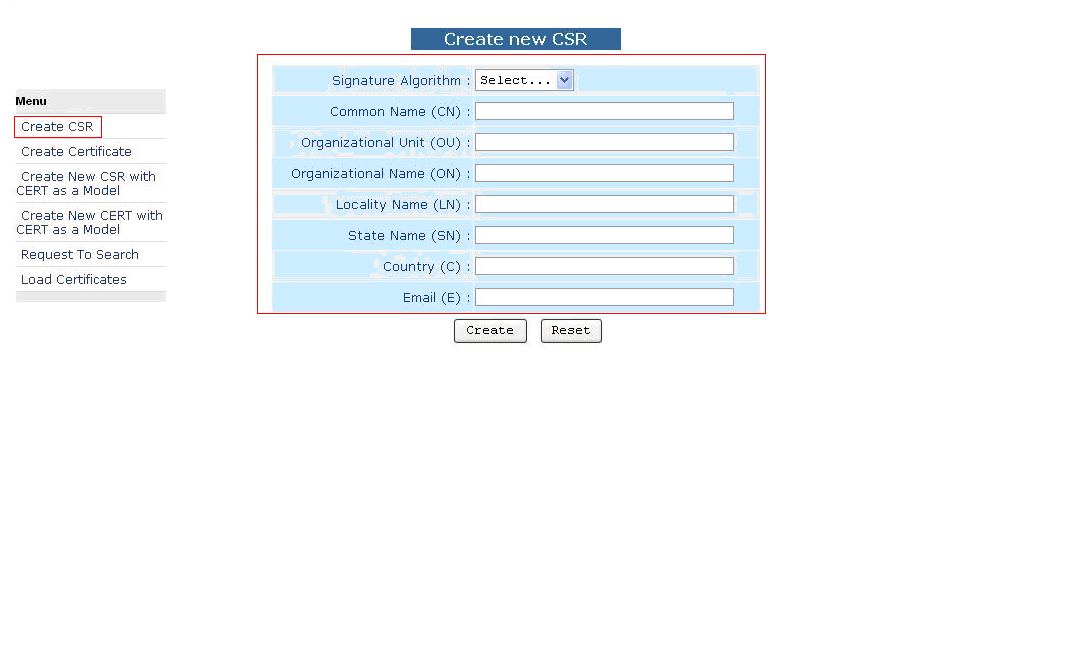 Create new CSR
Menu
Create CSR
Create Certificate
Create New CSR with
CERT as a Model
Create New CERT with
CERT as a Model
Request To Search
Load Certificates
Signature Algorithm : Select...
Common Name (CN) :
Organizational Unit (OU) :
Organizational Name (ON) :
Locality Name (LN) :
State Name (SN) :
Country (C) :
Email (E) :
Create Reset